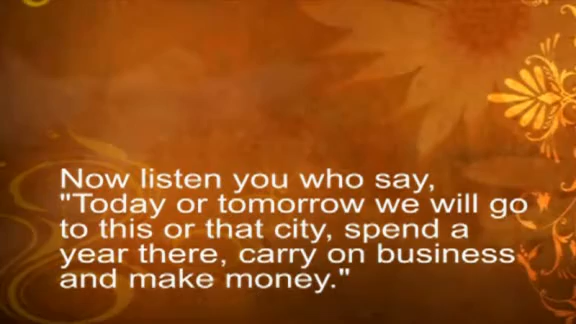 Now listen you who say,
"Today or tomorrow we will go
to this or that city, spend a
year there, carry on business
and make money."